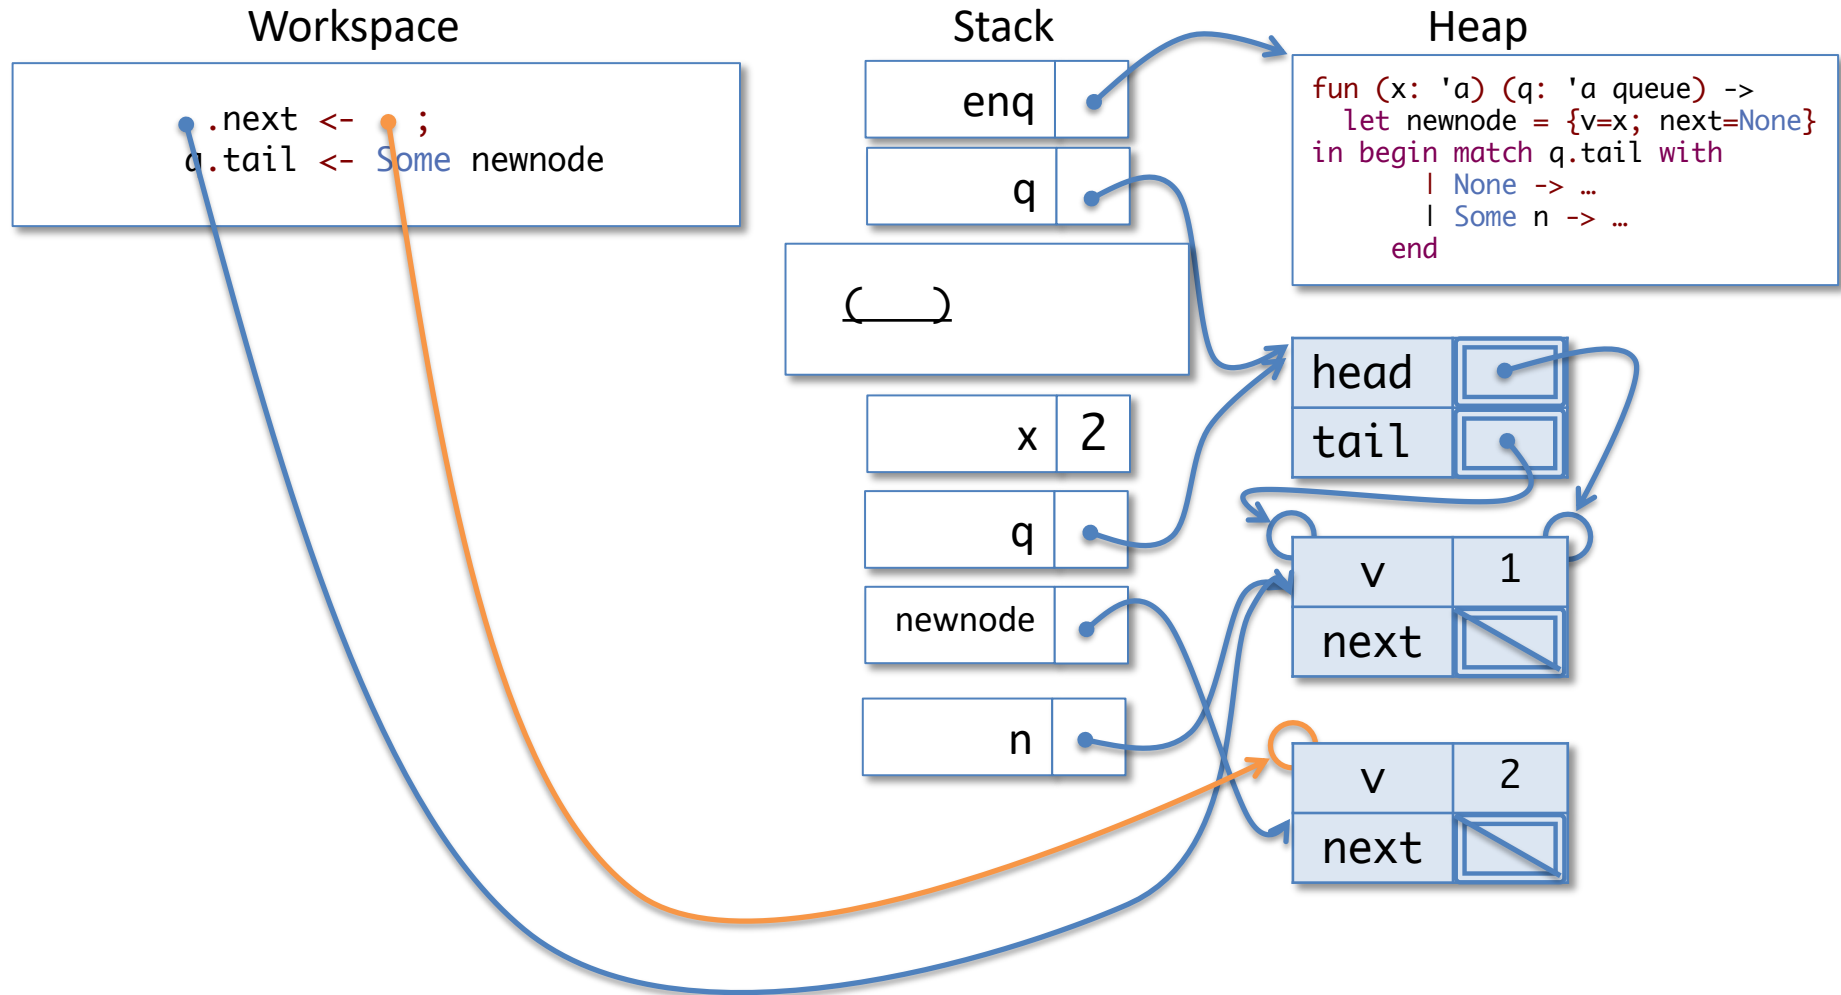 Workspace
.next <- ;
q.tail <- Some newnode
Stack
enq
q
(   )
x 2
q
newnode
n
Heap
fun (x: 'a) (q: 'a queue) ->
let newnode = {v=x; next=None}
in begin match q.tail with
| None -> …
| Some n -> …
end
head
tail
v 1
next
v 2
next